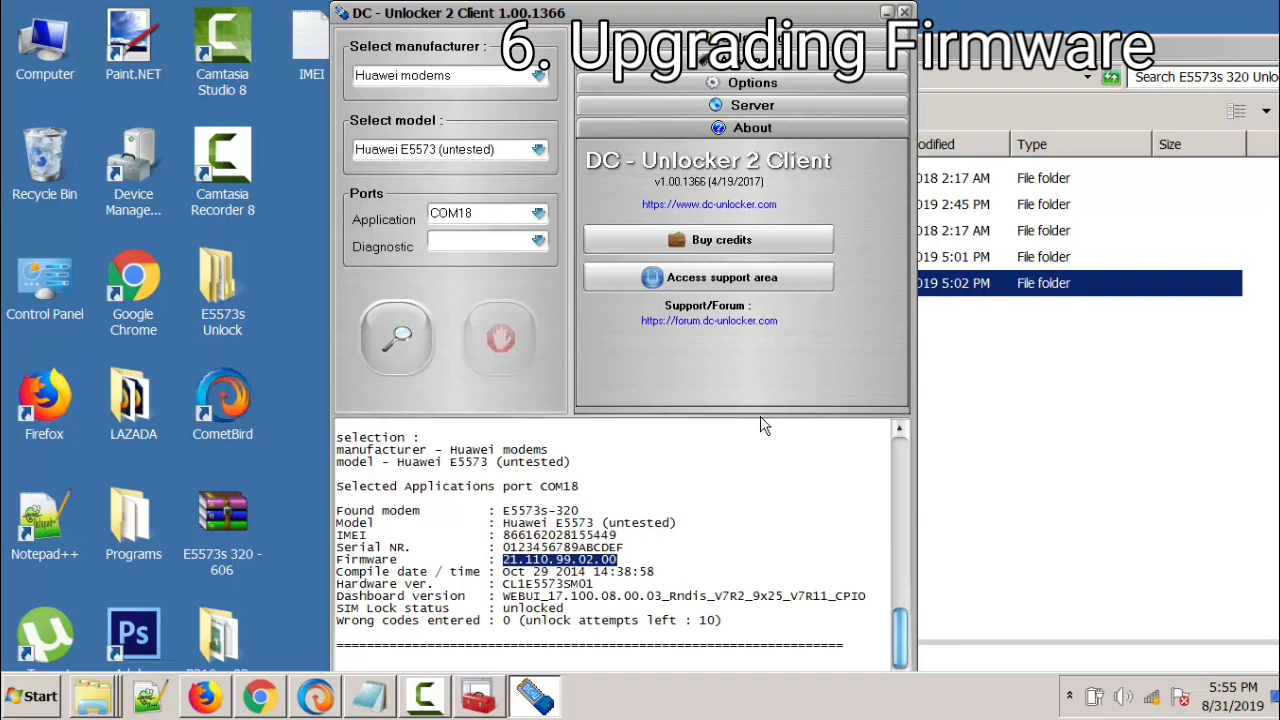 DC - Unlocker 2 Client 1.00.1366
6. Upgrading Firmware
Computer
Paint.NET
Camtasia
Studio 8
IMEI
Recycle Bin
Device
Manage...
Camtasia
Recorder 8
Control Panel
Google
Chrome
E5573s
Unlock
Firefox
LAZADA
CometBird
Notepad++
Programs
E5573s 320 -
606
Select manufacturer :
Huawei modems
Select model :
Huawei E5573 (untested)
Ports
Application
COM18
Diagnostic
Options
Server
About
DC - Unlocker 2 Client
v1.00.1366 (4/19/2017)
https://www.dc-unlocker.com
Buy credits
Access support area
Support/Forum :
https://forum.dc-unlocker.com
selection :
manufacturer - Huawei modems
model - Huawei E5573 (untested)
Selected Applications port COM18
Found modem : E5573s-320
Model : Huawei E5573 (untested)
IMEI : 866162028155449
Serial NR. : 0123456789ABCDEF
Firmware : 21.110.99.02.00
Compile date / time : Oct 29 2014 14:38:58
Hardware ver. : CL1E5573SM01
Dashboard version : WEBUI_17.100.08.00.03_Rndis_V7R2_9x25_V7R11_CPIO
SIM Lock status : unlocked
Wrong codes entered : 0 (unlock attempts left : 10)
===============================================================
Search E5573s 320 Unlo
odified Type Size
018 2:17 AM File folder
019 2:45 PM File folder
018 2:17 AM File folder
019 5:01 PM File folder
019 5:02 PM File folder
Start
5:55 PM
8/31/2019